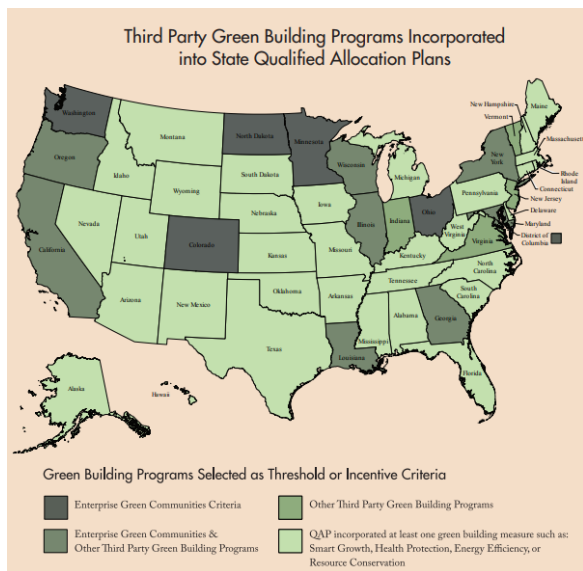 Third Party Green Building Programs Incorporated
into State Qualified Allocation Plans
Washington
Oregon
California
Nevada
Idaho
Montana
Wyoming
Utah
Arizona
Colorado
New Mexico
North Dakota
South Dakota
Nebraska
Kansas
Oklahoma
Texas
Minnesota
Iowa
Missouri
Arkansas
Louisiana
Wisconsin
Illinois
Michigan
Indiana
Ohio
Kentucky
Tennessee
Mississippi
Alabama
Georgia
Florida
South
Carolina
North
Carolina
Virginia
West
Virginia
Pennsylvania
New
York
New Hampshire
Vermont
Maine
Massachusetts
Rhode
Island
Connecticut
New Jersey
Delaware
Maryland
District of
Columbia
Alaska
Hawaii
Green Building Programs Selected as Threshold or Incentive Criteria
Enterprise Green Communities Criteria
Enterprise Green Communities &
Other Third Party Green Building Programs
Other Third Party Green Building Programs
QAP incorporated at least one green building measure such as:
Smart Growth, Health Protection, Energy Efficiency, or
Resource Conservation